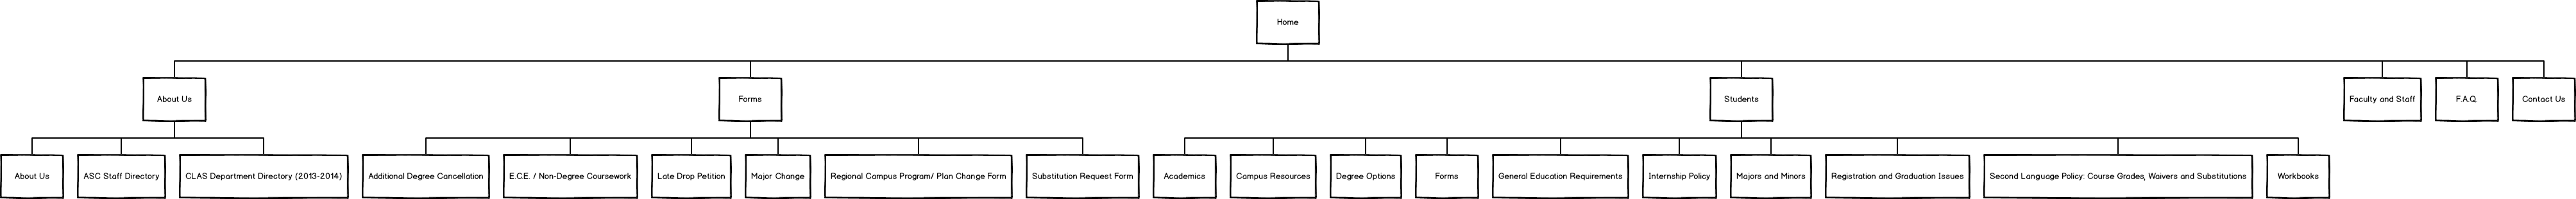 Home
About Us
Forms
Students
Faculty and Staff
F.A.Q.
Contact Us
About Us
ASC Staff Directory
CLAS Department Directory (2013-2014)
Additional Degree Cancellation
E.C.E. / Non-Degree Coursework
Late Drop Petition
Major Change
Regional Campus Program/ Plan Change Form
Substitution Request Form
Academics
Campus Resources
Degree Options
Forms
General Education Requirements
Internship Policy
Majors and Minors
Registration and Graduation Issues
Second Language Policy: Course Grades, Waivers and Substitutions
Workbooks